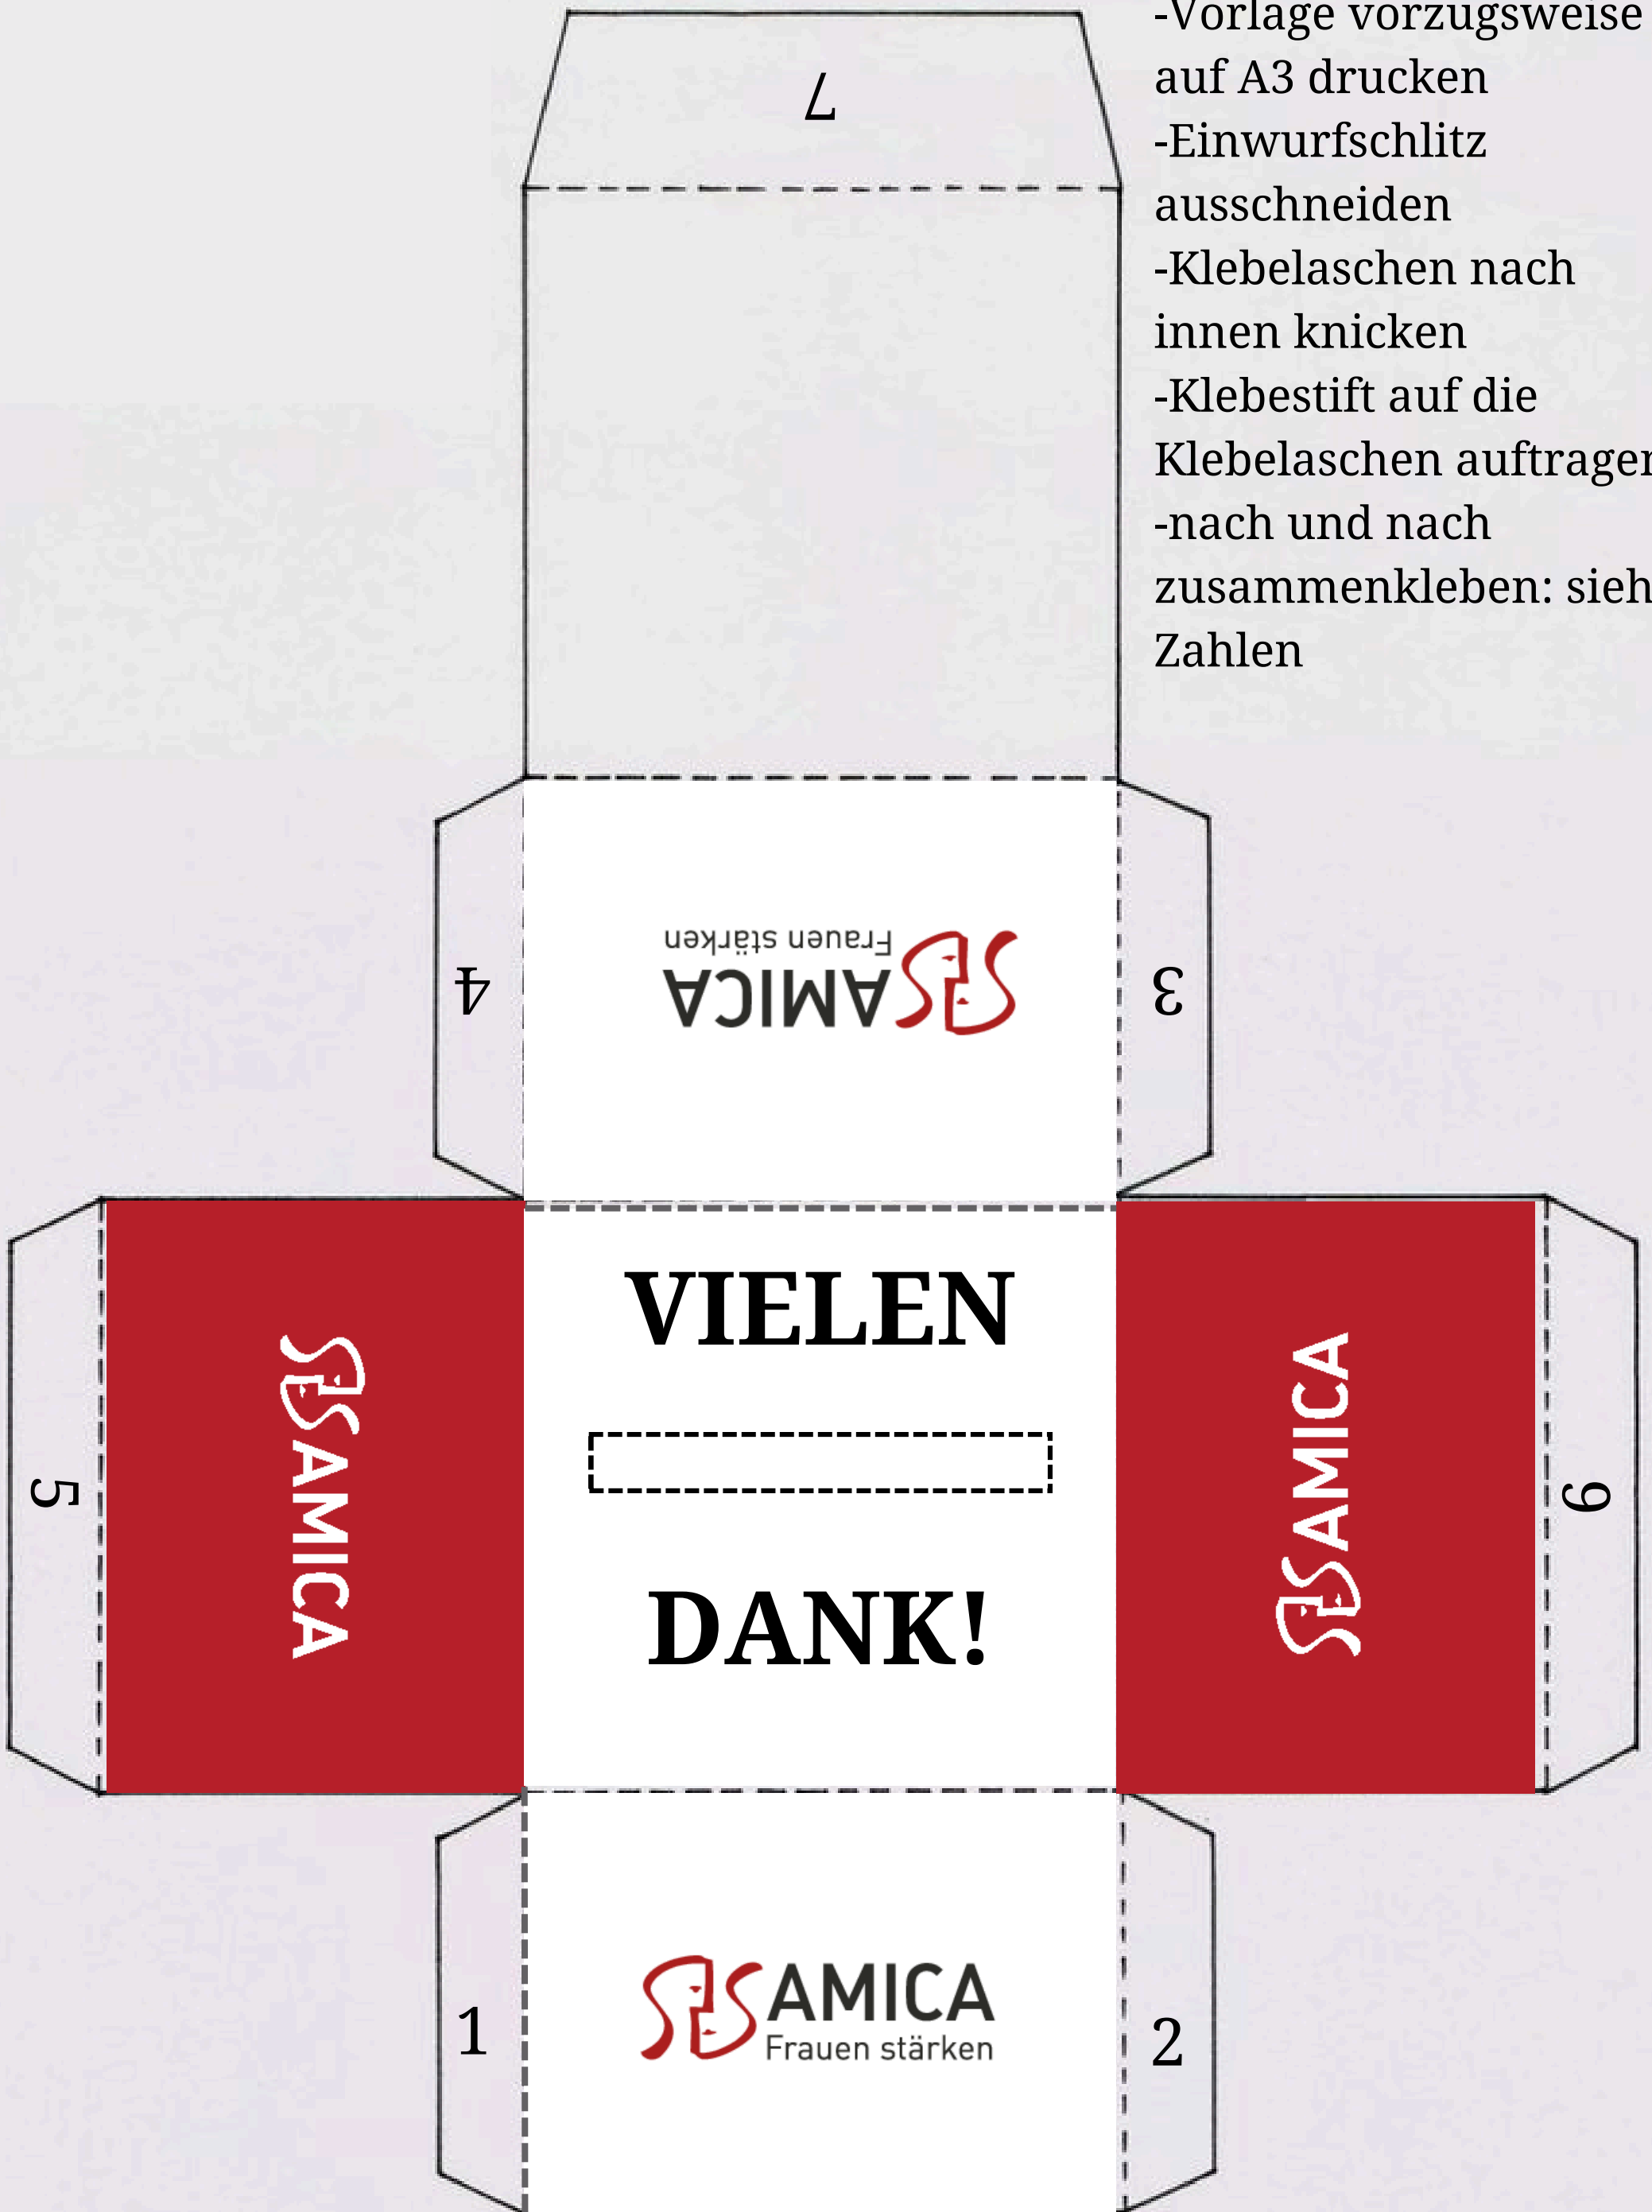 -Vorlage vorzugsweise
auf A3 drucken
-Einwurfschlitz
ausschneiden
-Klebelaschen nach
innen knicken
-Klebestift auf die
Klebelaschen auftragen
-nach und nach
zusammenkleben: sieh
Zahlen
7
4
AMICA
Frauen stärken
3
5
AMICA
VIELEN
DANK!
AMICA
6
1
AMICA
Frauen stärken
2